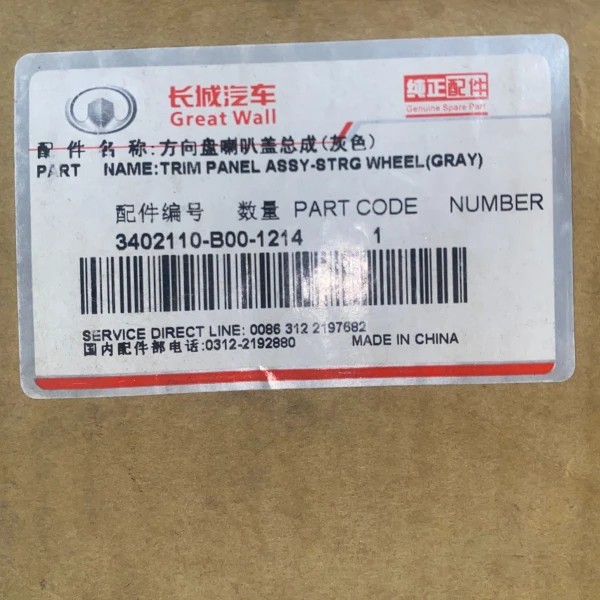 长城汽车
Great Wall
纯正配件
Genuine Spare Part
配 件 名 称:方向盘喇叭盖总成(灰色)
PART NAME:TRIM PANEL ASSY-STRG WHEEL(GRAY)
配件编号 数量 PART CODE NUMBER
3402110-B00-1214 1
SERVICE DIRECT LINE: 0086 312 2197682
国内配件部电话:0312-2192880 MADE IN CHINA